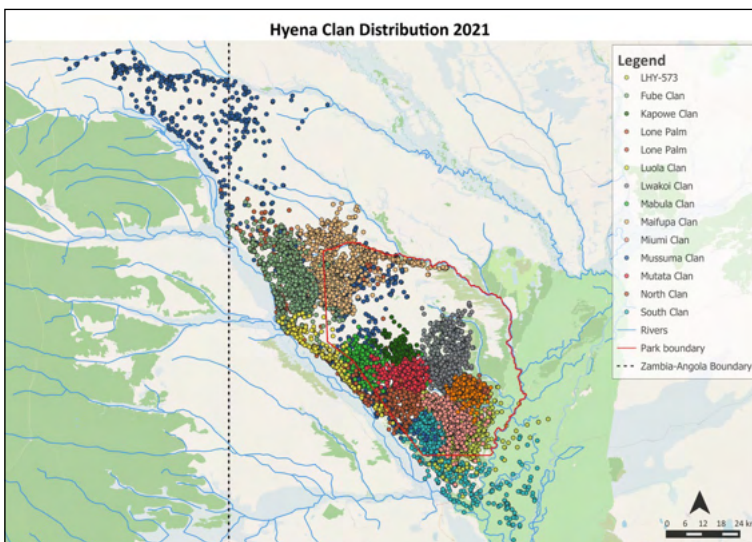 Hyena Clan Distribution 2021
Legend
LHY-573
Fube Clan
Kapowe Clan
Lone Palm
Lone Palm
Luola Clan
Lwakoi Clan
Mabula Clan
Malfupa Clan
Miumi Clan
Mussuma Clan
Mutata Clan
North Clan
South Clan
Rivers
Park boundary
Zambia-Angola Boundary
0 6 12 18 24 km